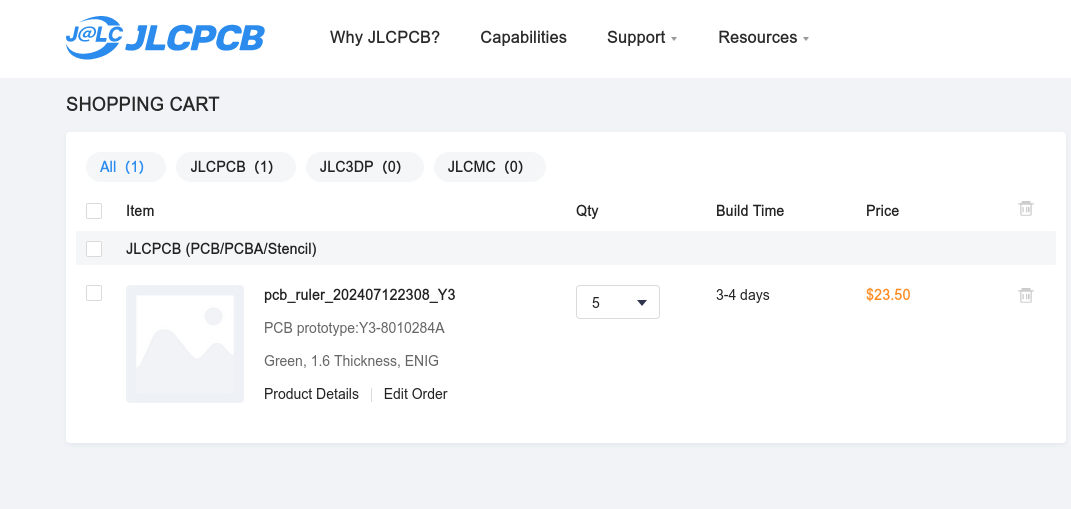 J@LC JLCPCB Why JLCPCB? Capabilities Support Resources
SHOPPING CART
All (1) JLCPCB (1) JLC3DP (0) JLCMC (0)
Item Qty Build Time Price
JLCPCB (PCB/PCBA/Stencil)
pcb_ruler_202407122308_Y3 5 3-4 days $23.50
PCB prototype:Y3-8010284A
Green, 1.6 Thickness, ENIG
Product Details | Edit Order